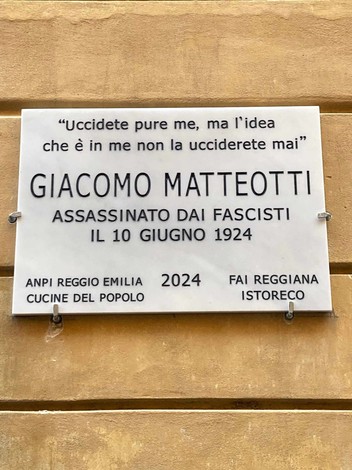 “Uccidete pure me, ma l'idea
che è in me non la ucciderete mai”
GIACOMO MATTEOTTI
ASSASSINATO DAI FASCISTI
IL 10 GIUGNO 1924
ANPI REGGIO EMILIA
CUCINE DEL POPOLO
2024
FAI REGGIANA
ISTORECO